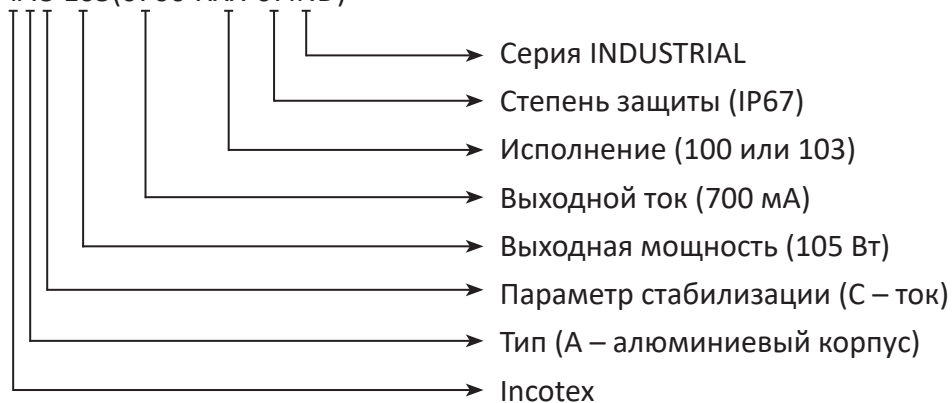 Серия INDUSTRIAL
Степень защиты (IP67)
Исполнение (100 или 103)
Выходной ток (700 мА)
Выходная мощность (105 Вт)
Параметр стабилизации (С – ток)
Тип (А – алюминиевый корпус)
Incotex